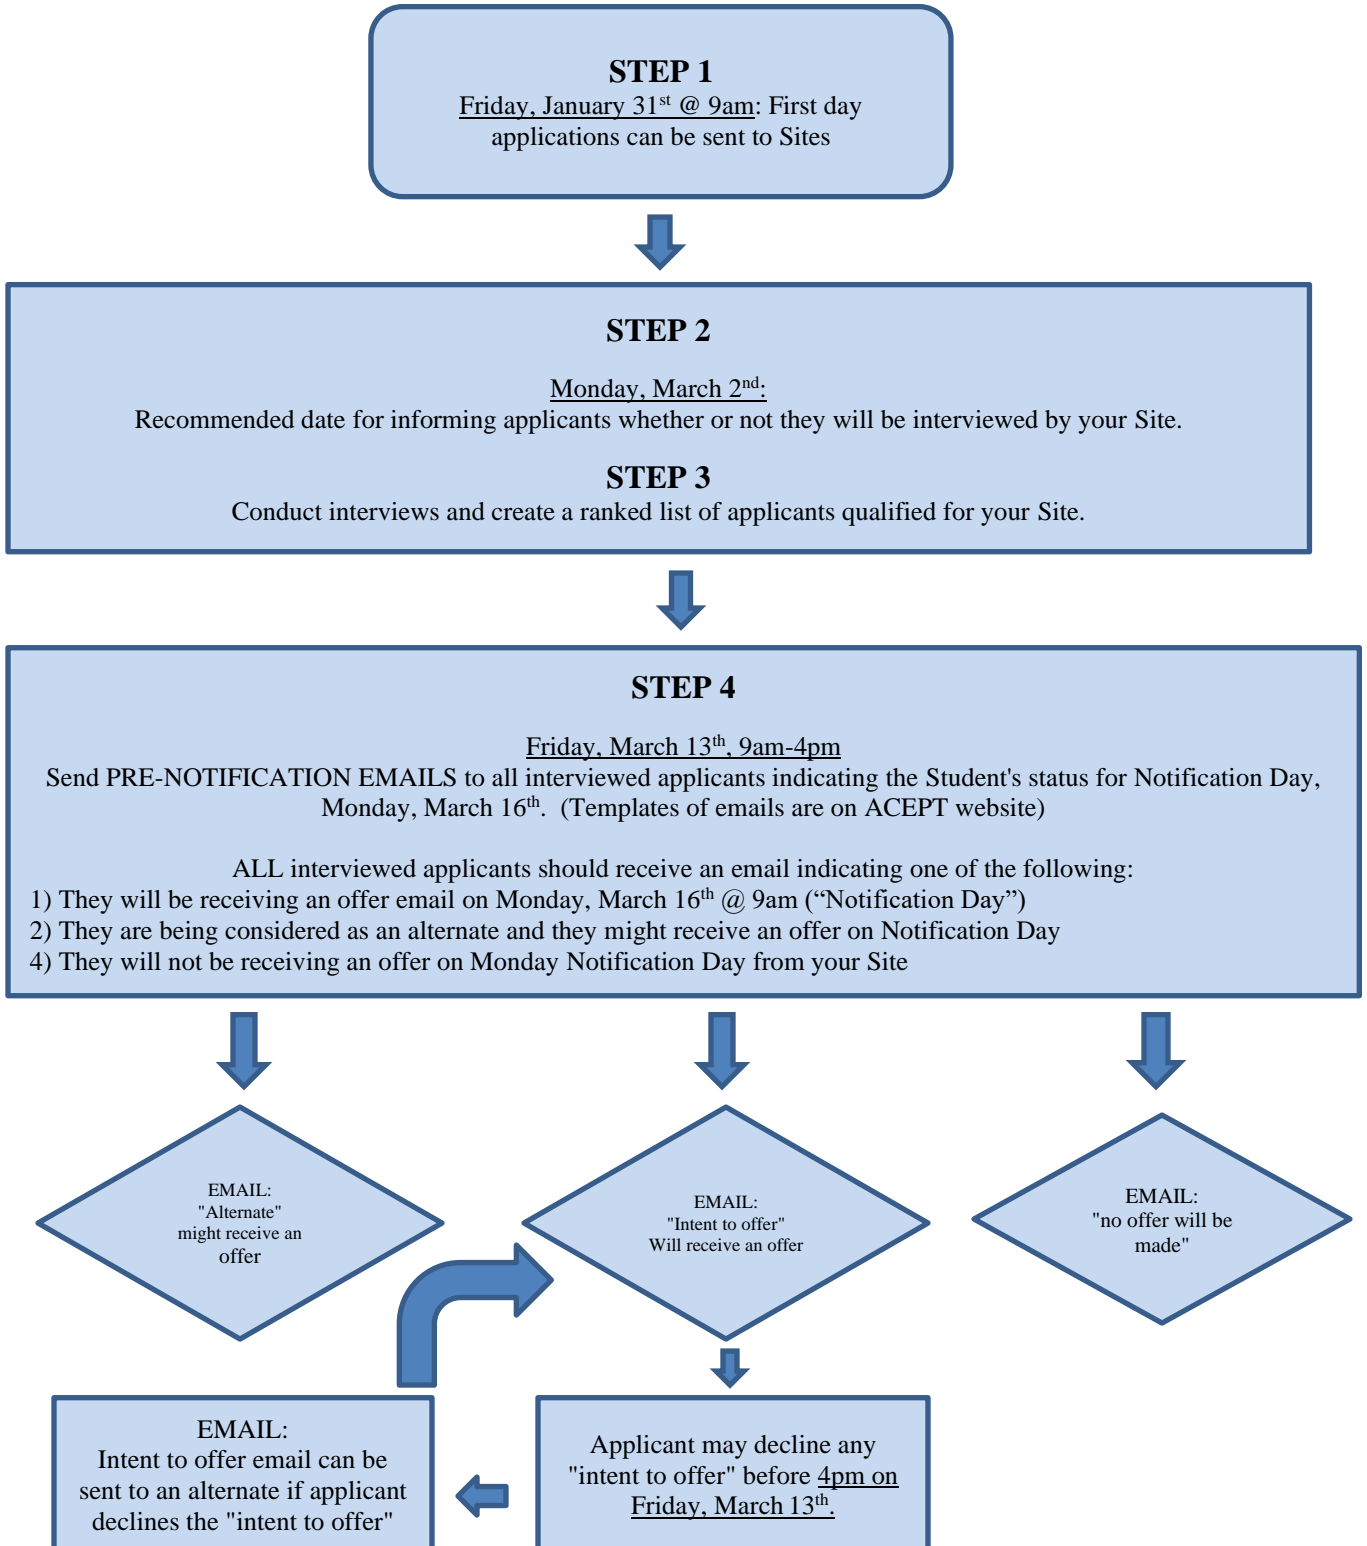 STEP 1
Friday, January 31st @ 9am: First day
applications can be sent to Sites
STEP 2
Monday, March 2nd:
Recommended date for informing applicants whether or not they will be interviewed by your Site.
STEP 3
Conduct interviews and create a ranked list of applicants qualified for your Site.
STEP 4
Friday, March 13th, 9am-4pm
Send PRE-NOTIFICATION EMAILS to all interviewed applicants indicating the Student's status for Notification Day,
Monday, March 16th.  (Templates of emails are on ACEPT website)
ALL interviewed applicants should receive an email indicating one of the following:
1) They will be receiving an offer email on Monday, March 16th @ 9am (“Notification Day”)
2) They are being considered as an alternate and they might receive an offer on Notification Day
4) They will not be receiving an offer on Monday Notification Day from your Site
EMAIL:
"Alternate"
might receive an
offer
EMAIL:
"Intent to offer"
Will receive an offer
EMAIL:
"no offer will be
made"
EMAIL:
Intent to offer email can be
sent to an alternate if applicant
declines the "intent to offer"
Applicant may decline any
"intent to offer" before 4pm on
Friday, March 13th.